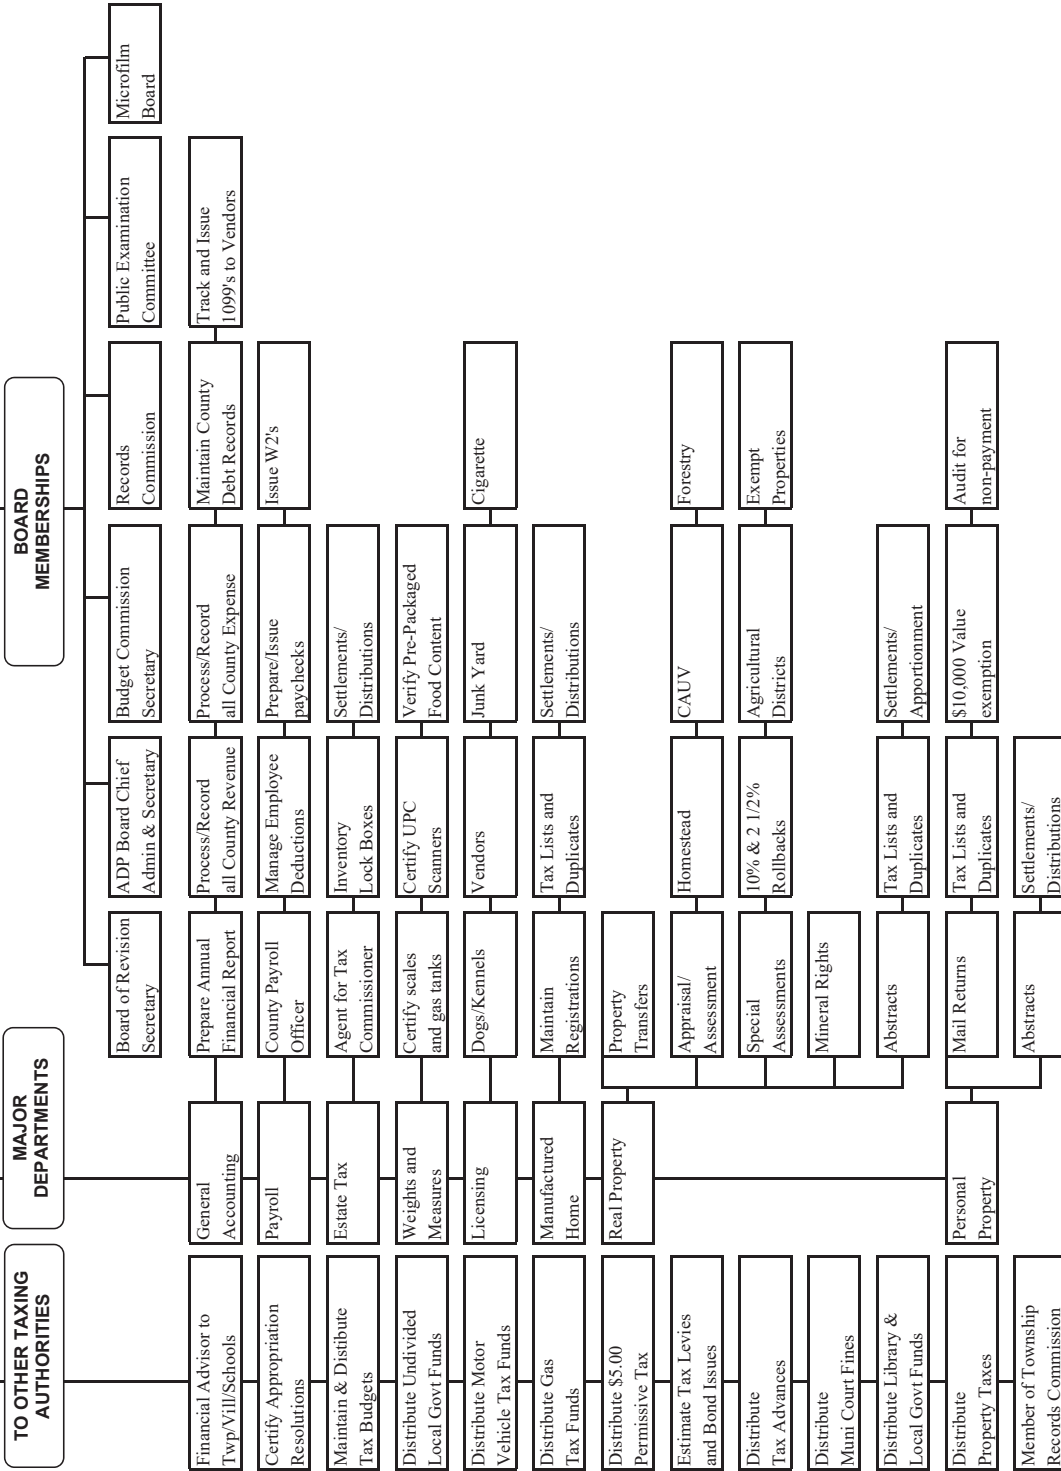 TO OTHER TAXING
AUTHORITIES
Financial Advisor to
Twp/Vill/Schools
Certify Appropriation
Resolutions
Maintain & Distibute
Tax Budgets
Distribute Undivided
Local Govt Funds
Distribute Motor
Vehicle Tax Funds
Distribute Gas
Tax Funds
Distribute $5.00
Permissive Tax
Estimate Tax Levies
and Bond Issues
Distribute
Tax Advances
Distribute
Muni Court Fines
Distribute Library &
Local Govt Funds
Distribute
Property Taxes
Member of Township
Records Commission
MAJOR
DEPARTMENTS
General
Accounting
Prepare Annual
Financial Report
Process/Record
all County Revenue
Process/Record
all County Expense
Maintain County
Debt Records
Track and Issue
1099's to Vendors
Payroll
County Payroll
Officer
Manage Employee
Deductions
Prepare/Issue
paychecks
Issue W2's
Estate Tax
Agent for Tax
Commissioner
Inventory
Lock Boxes
Settlements/
Distributions
Weights and
Measures
Certify scales
and gas tanks
Certify UPC
Scanners
Verify Pre-Packaged
Food Content
Licensing
Dogs/Kennels
Vendors
Junk Yard
Cigarette
Manufactured
Home
Maintain
Registrations
Tax Lists and
Duplicates
Settlements/
Distributions
Real Property
Property
Transfers
Appraisal/
Assessment
Homestead
CAUV
Forestry
Special
Assessments
10% & 2 1/2%
Rollbacks
Agricultural
Districts
Exempt
Properties
Mineral Rights
Abstracts
Tax Lists and
Duplicates
Settlements/
Apportionment
Personal
Property
Mail Returns
Tax Lists and
Duplicates
$10,000 Value
exemption
Audit for
non-payment
Abstracts
Settlements/
Distributions
BOARD
MEMBERSHIPS
Board of Revision
Secretary
ADP Board Chief
Admin & Secretary
Budget Commission
Secretary
Records
Commission
Public Examination
Committee
Microfilm
Board